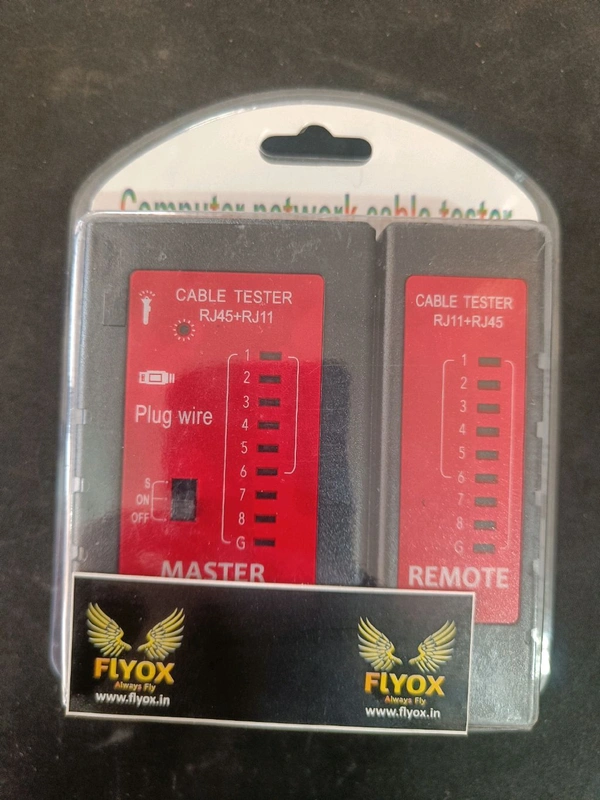 Computer network cable tester
CABLE TESTER
RJ45+RJ11
Plug wire
1
2
3
4
5
6
7
8
G
S
ON
OFF
MASTER
CABLE TESTER
RJ11+RJ45
1
2
3
4
5
6
7
8
G
REMOTE
FLYOX
Always Fly
www.flyox.in
FLYOX
Always Fly
www.flyox.in